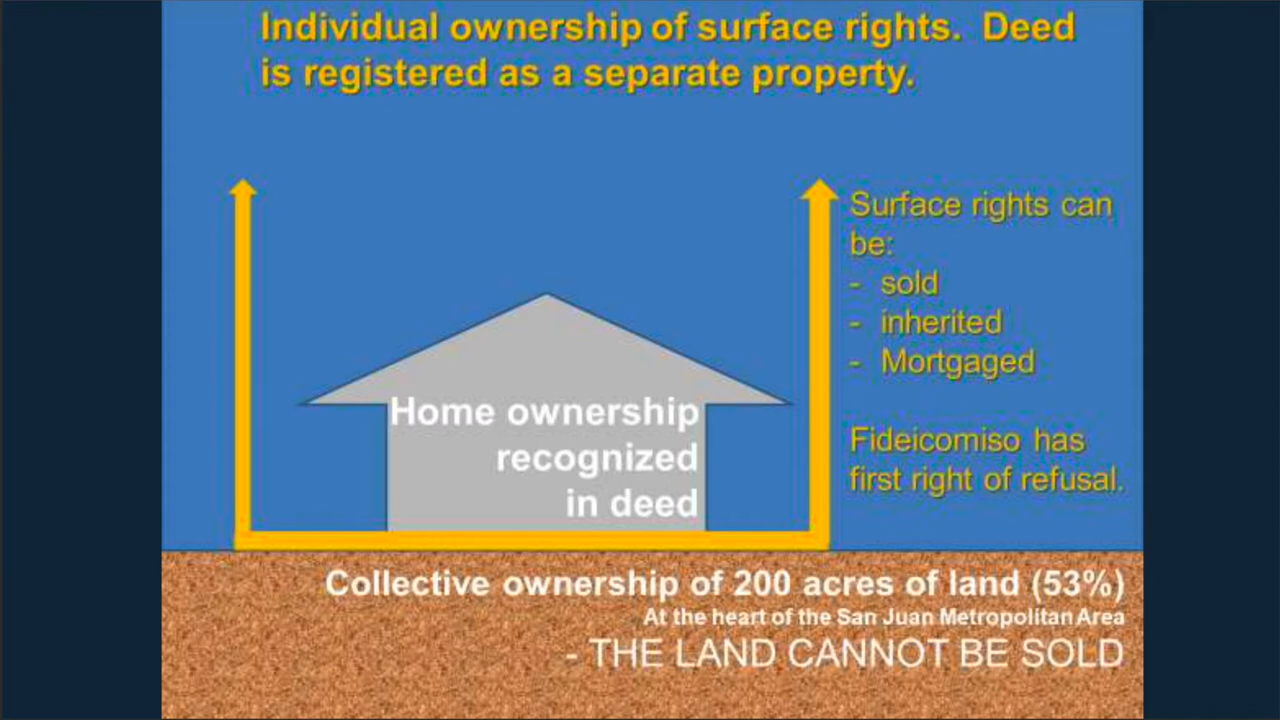 Individual ownership of surface rights. Deed
is registered as a separate property.
Surface rights can
be:
- sold
- inherited
- Mortgaged
Fideicomiso has
first right of refusal.
Home ownership
recognized
in deed
Collective ownership of 200 acres of land (53%)
At the heart of the San Juan Metropolitan Area
- THE LAND CANNOT BE SOLD